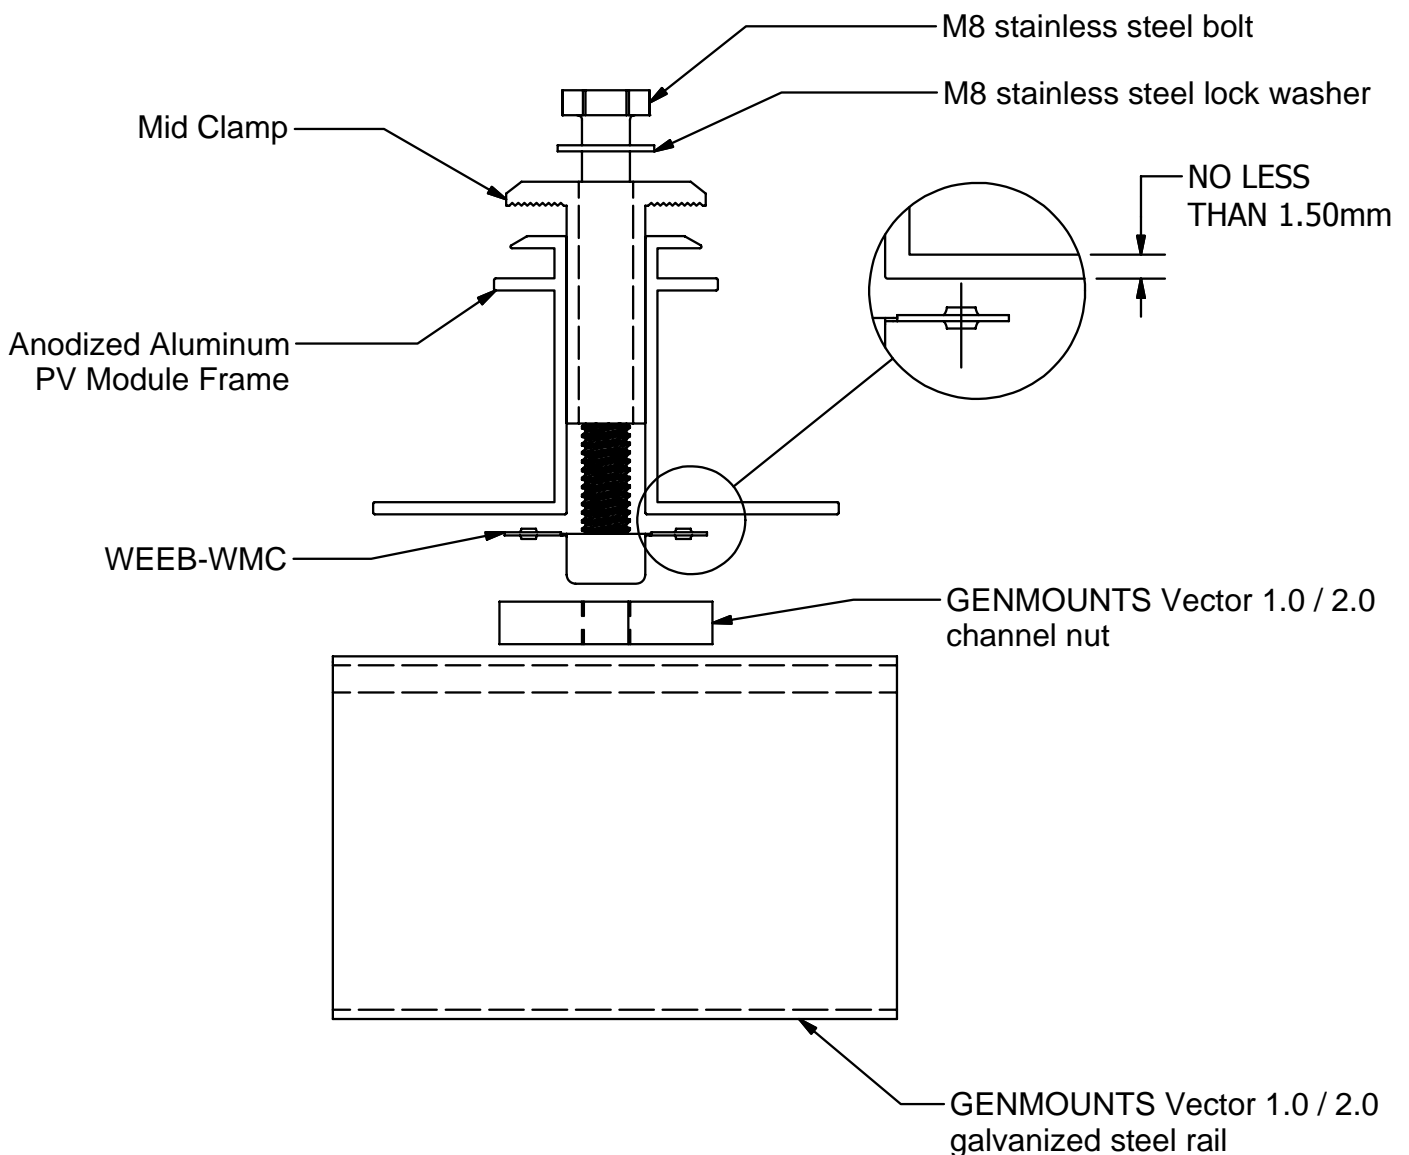 M8 stainless steel bolt
M8 stainless steel lock washer
Mid Clamp
NO LESS
THAN 1.50mm
Anodized Aluminum
PV Module Frame
WEEB-WMC
GENMOUNTS Vector 1.0 / 2.0
channel nut
GENMOUNTS Vector 1.0 / 2.0
galvanized steel rail